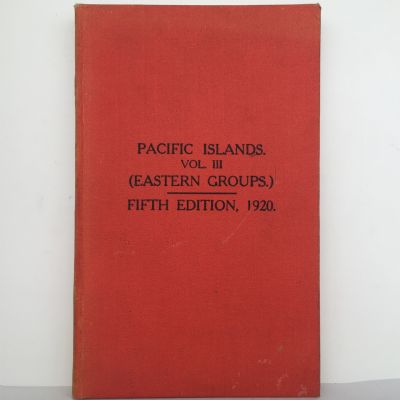 PACIFIC ISLANDS.
VOL. III
(EASTERN GROUPS.)
FIFTH EDITION, 1920.